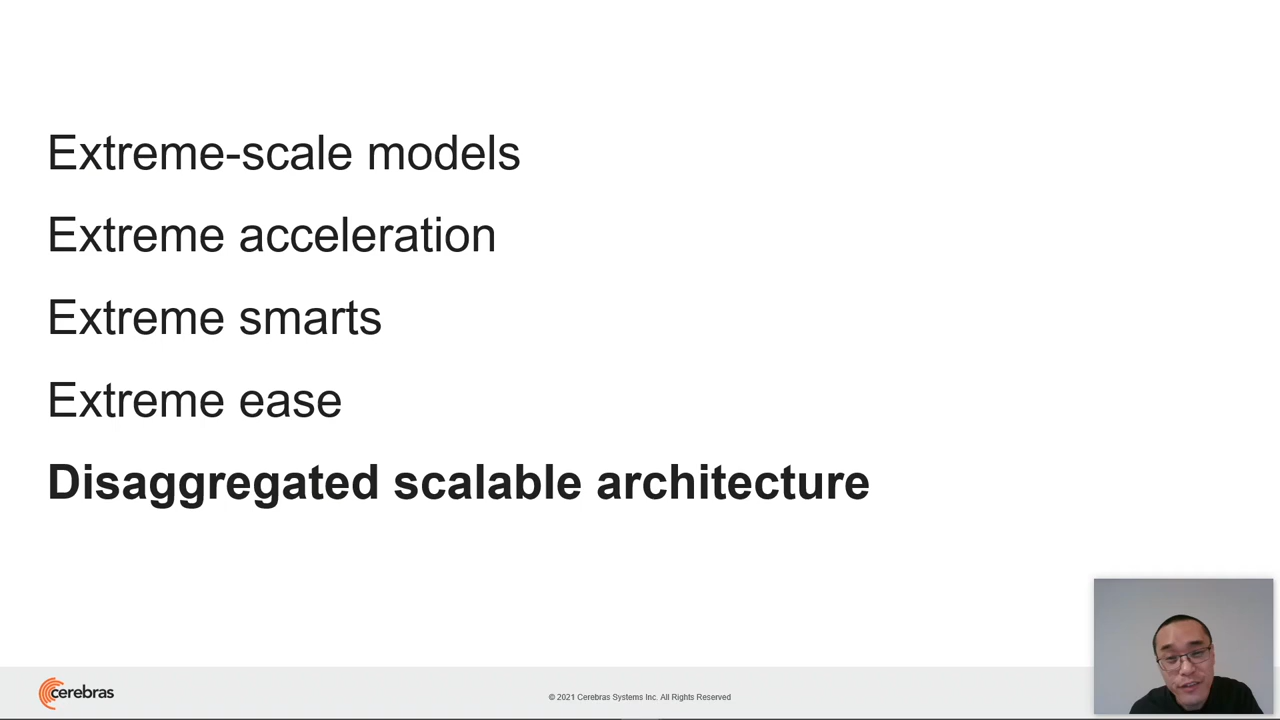 Extreme-scale models
Extreme acceleration
Extreme smarts
Extreme ease
Disaggregated scalable architecture
cerebras
© 2021 Cerebras Systems Inc. All Rights Reserved